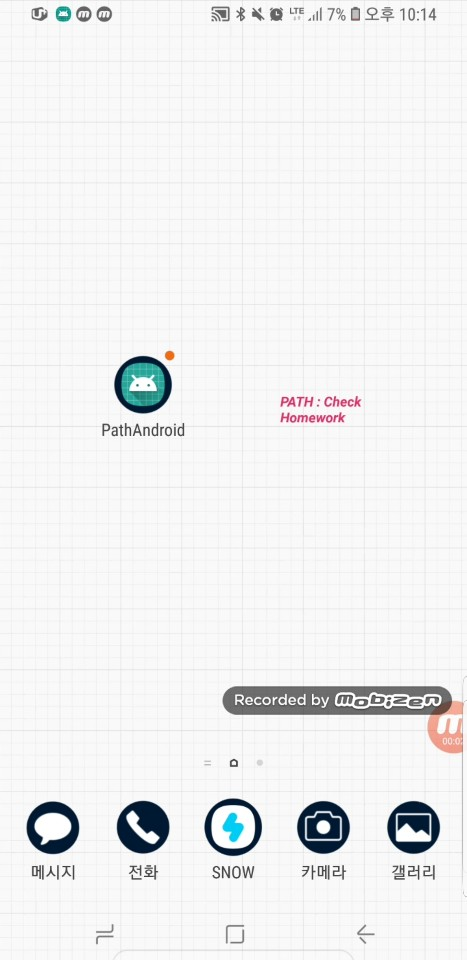 LTE 7% 오후 10:14
PathAndroid
PATH : Check
Homework
Recorded by mobizen
메시지 전화 SNOW 카메라 갤러리